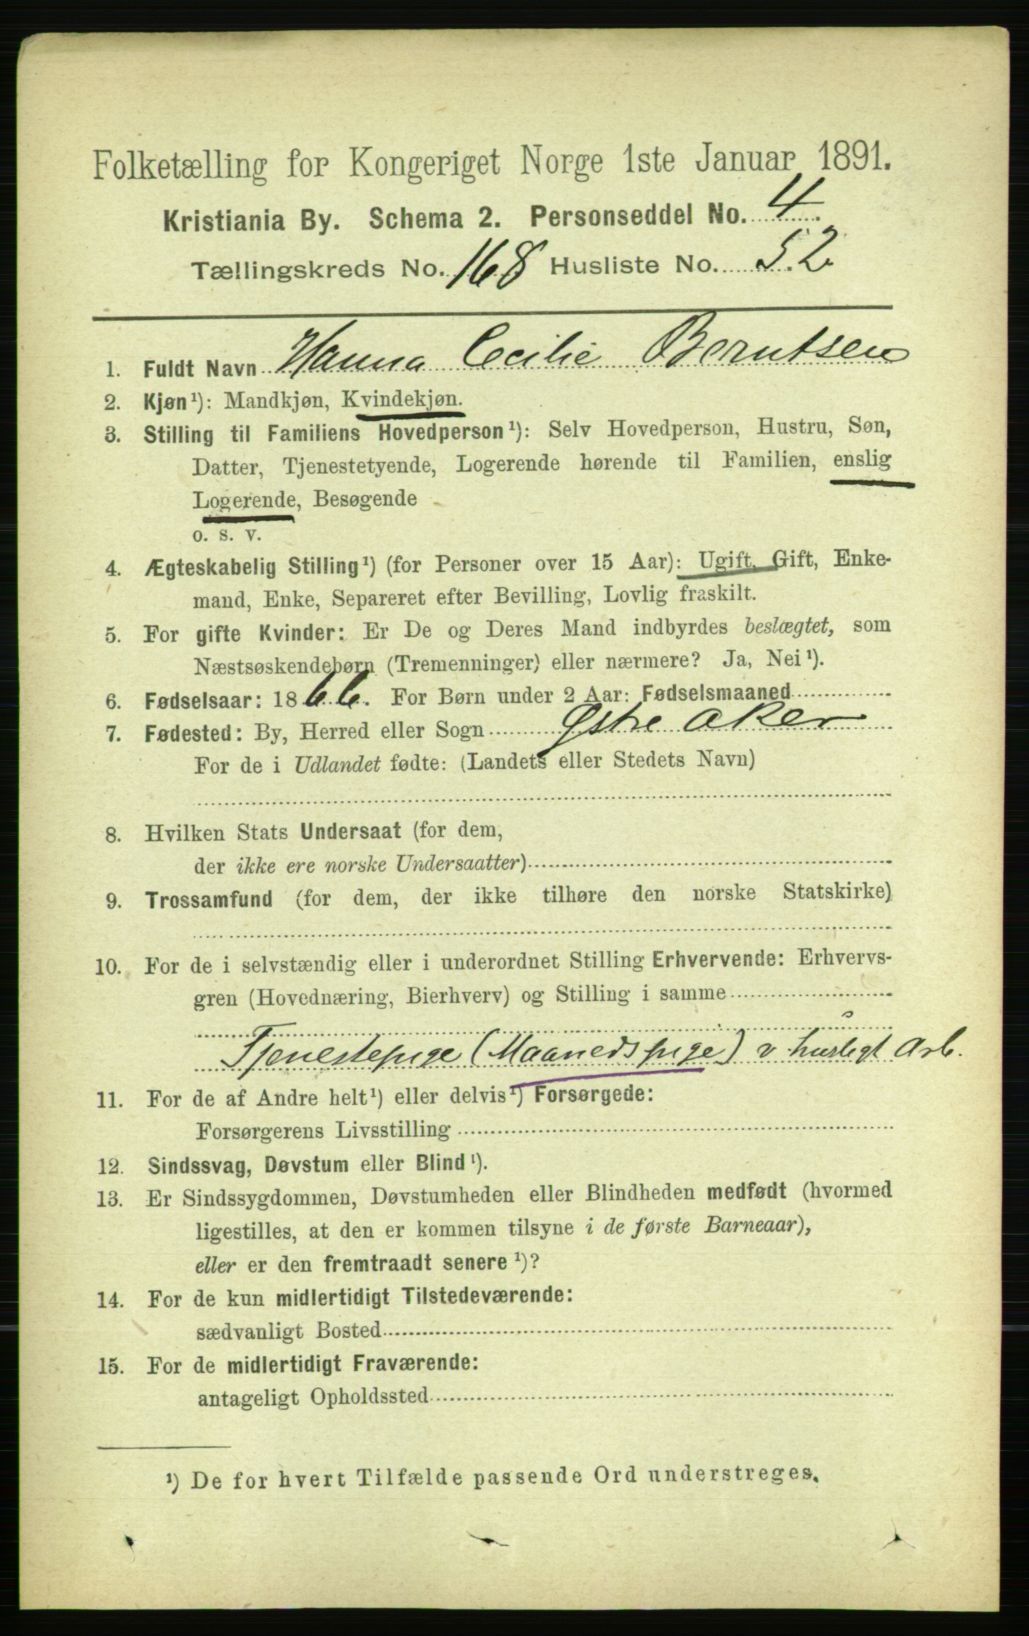 Folketælling for Kongeriget Norge 1ste Januar 1891.
Kristiania By. Schema 2. Personseddel No. 4.
Tællingskreds No. 168 Husliste No. 52
1. Fuldt Navn Hanna Cecilie Berntsen
2. Kjøn¹): Mandkjøn, Kvindekjøn.
3. Stilling til Familiens Hovedperson¹): Selv Hovedperson, Hustru, Søn,
Datter, Tjenestetyende, Logerende hørende til Familien, enslig
Logerende, Besøgende
o. s. v.
4. Ægteskabelig Stilling¹) (for Personer over 15 Aar): Ugift, Gift, Enke-
mand, Enke, Separeret efter Bevilling, Lovlig fraskilt.
5. For gifte Kvinder: Er De og Deres Mand indbyrdes beslægtet, som
Næstsøskendebørn (Tremenninger) eller nærmere? Ja, Nei¹).
6. Fødselsaar: 1866. For Børn under 2 Aar: Fødselsmaaned
7. Fødested: By, Herred eller Sogn Østre Aker
For de i Udlandet fødte: (Landets eller Stedets Navn)
8. Hvilken Stats Undersaat (for dem,
der ikke ere norske Undersaatter)
9. Trossamfund (for dem, der ikke tilhøre den norske Statskirke)
10. For de i selvstændig eller i underordnet Stilling Erhvervende: Erhvervs-
gren (Hovednæring, Bierhverv) og Stilling i samme
Tjenestepige (Maanedspige) v husligt Arb.
11. For de af Andre helt¹) eller delvis¹) Forsørgede:
Forsørgerens Livsstilling
12. Sindssvag, Døvstum eller Blind¹).
13. Er Sindssygdommen, Døvstumheden eller Blindheden medfødt (hvormed
ligestilles, at den er kommen tilsyne i de første Barneaar),
eller er den fremtraadt senere¹)?
14. For de kun midlertidigt Tilstedeværende:
sædvanligt Bosted
15. For de midlertidigt Fraværende:
antageligt Opholdssted
¹) De for hvert Tilfælde passende Ord understreges.